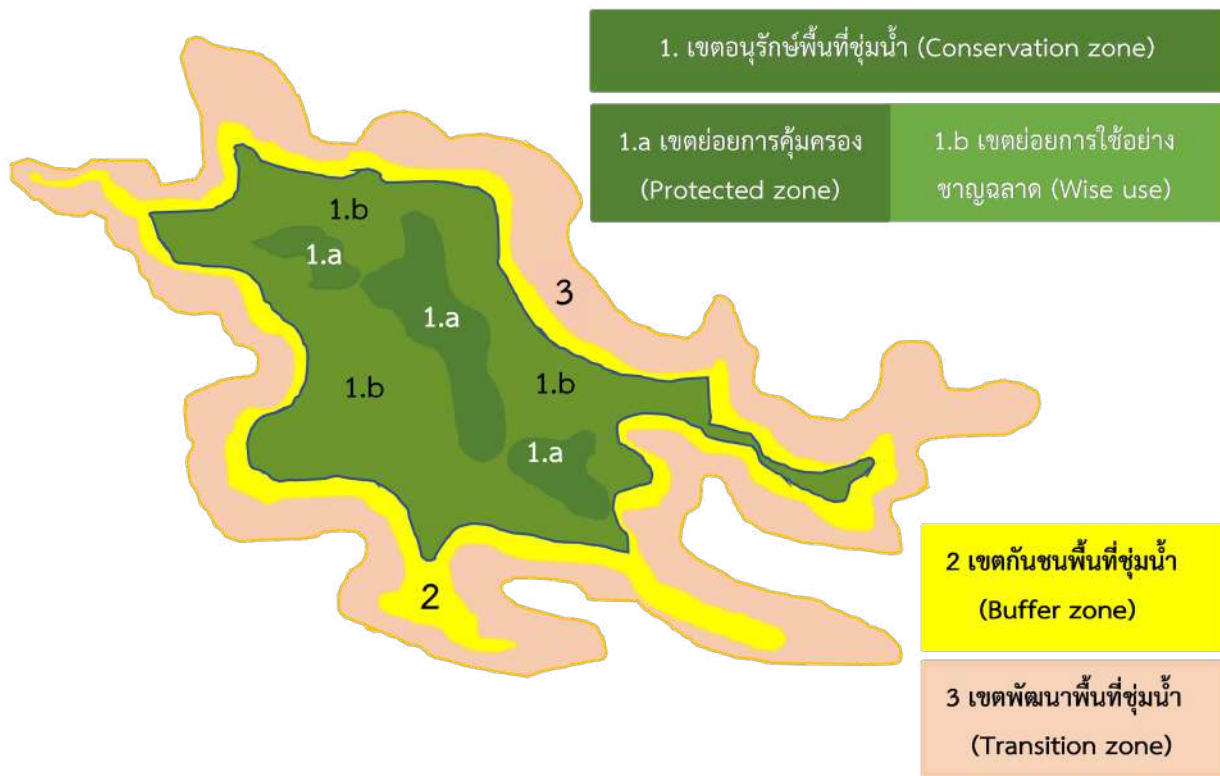 1. เขตอนุรักษ์พื้นที่ชุ่มน้ำ (Conservation zone)
1.a เขตย่อยการคุ้มครอง
(Protected zone)
1.b เขตย่อยการใช้อย่าง
ชาญฉลาด (Wise use)
1.b
1.a
3
1.a
1.b
1.b
1.a
2
2 เขตกันชนพื้นที่ชุ่มน้ำ
(Buffer zone)
3 เขตพัฒนาพื้นที่ชุ่มน้ำ
(Transition zone)